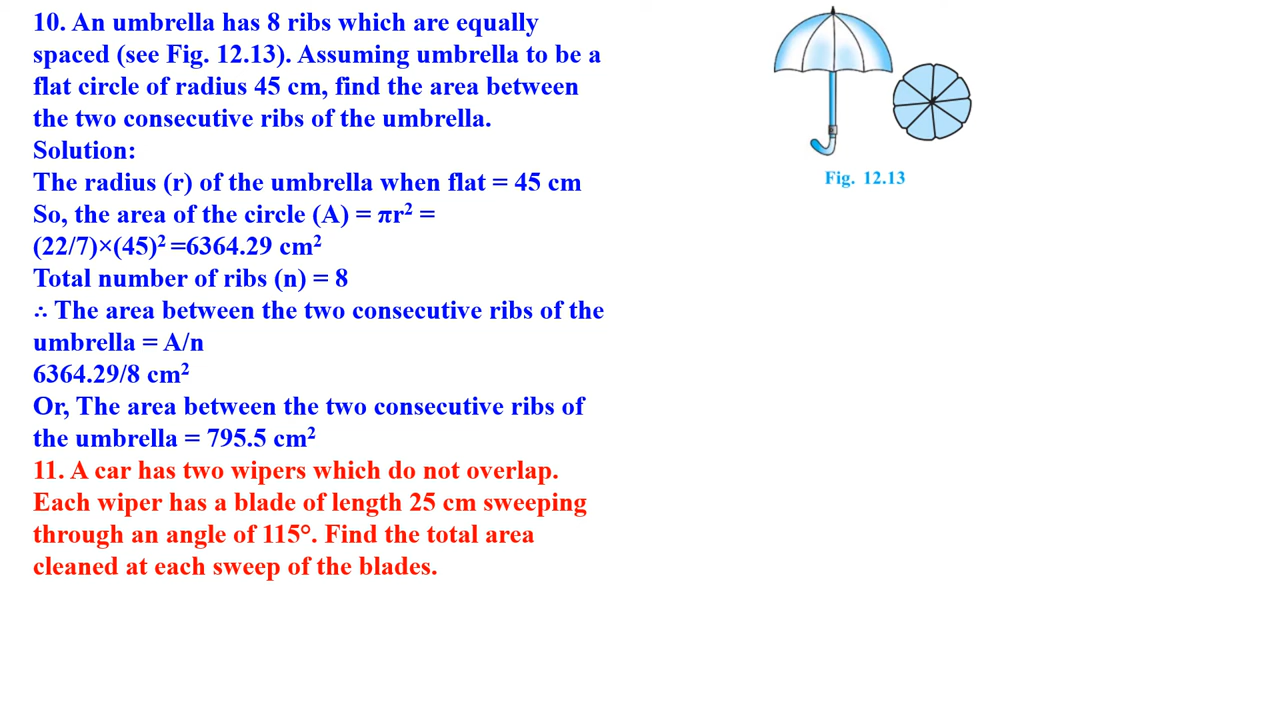 10. An umbrella has 8 ribs which are equally
spaced (see Fig. 12.13). Assuming umbrella to be a
flat circle of radius 45 cm, find the area between
the two consecutive ribs of the umbrella.
Solution:
The radius (r) of the umbrella when flat = 45 cm
So, the area of the circle (A) = πr² =
(22/7)×(45)² =6364.29 cm²
Total number of ribs (n) = 8
∴ The area between the two consecutive ribs of the
umbrella = A/n
6364.29/8 cm²
Or, The area between the two consecutive ribs of
the umbrella = 795.5 cm²
11. A car has two wipers which do not overlap.
Each wiper has a blade of length 25 cm sweeping
through an angle of 115°. Find the total area
cleaned at each sweep of the blades.
Fig. 12.13